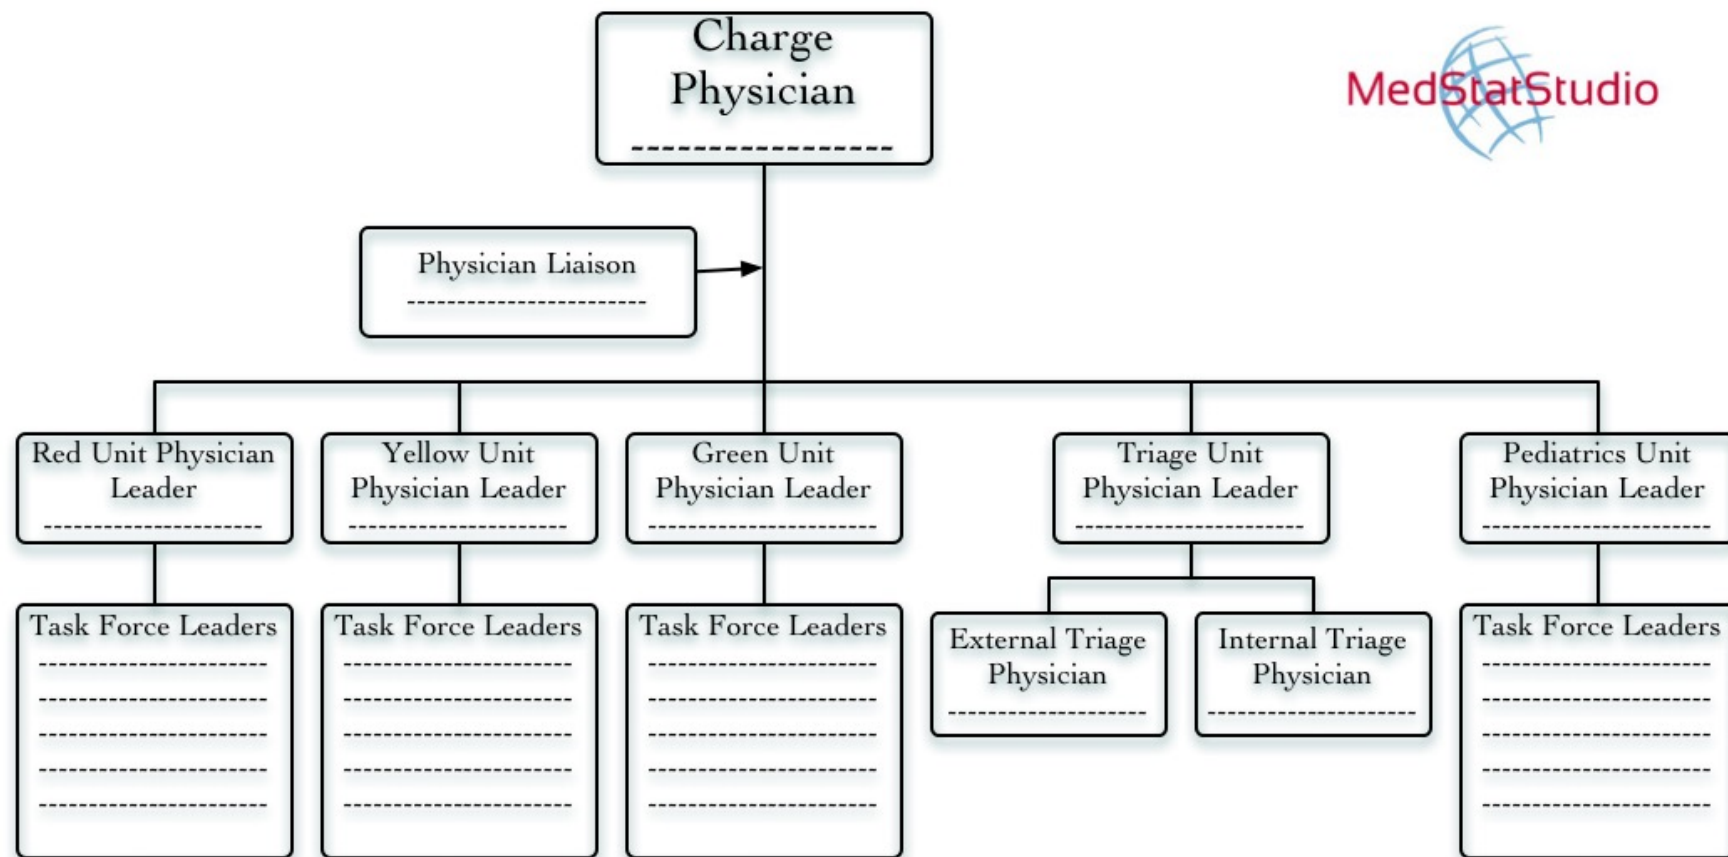 Charge
Physician
-----------------
MedStatStudio
Physician Liaison
------------------------
Red Unit Physician
Leader
----------------------
Yellow Unit
Physician Leader
----------------------
Green Unit
Physician Leader
-----------------------
Triage Unit
Physician Leader
-----------------------
Pediatrics Unit
Physician Leader
-----------------------
Task Force Leaders
-----------------------
-----------------------
-----------------------
-----------------------
-----------------------
Task Force Leaders
-----------------------
-----------------------
-----------------------
-----------------------
-----------------------
Task Force Leaders
-----------------------
-----------------------
-----------------------
-----------------------
-----------------------
External Triage
Physician
--------------------
Internal Triage
Physician
---------------------
Task Force Leaders
-----------------------
-----------------------
-----------------------
-----------------------
-----------------------